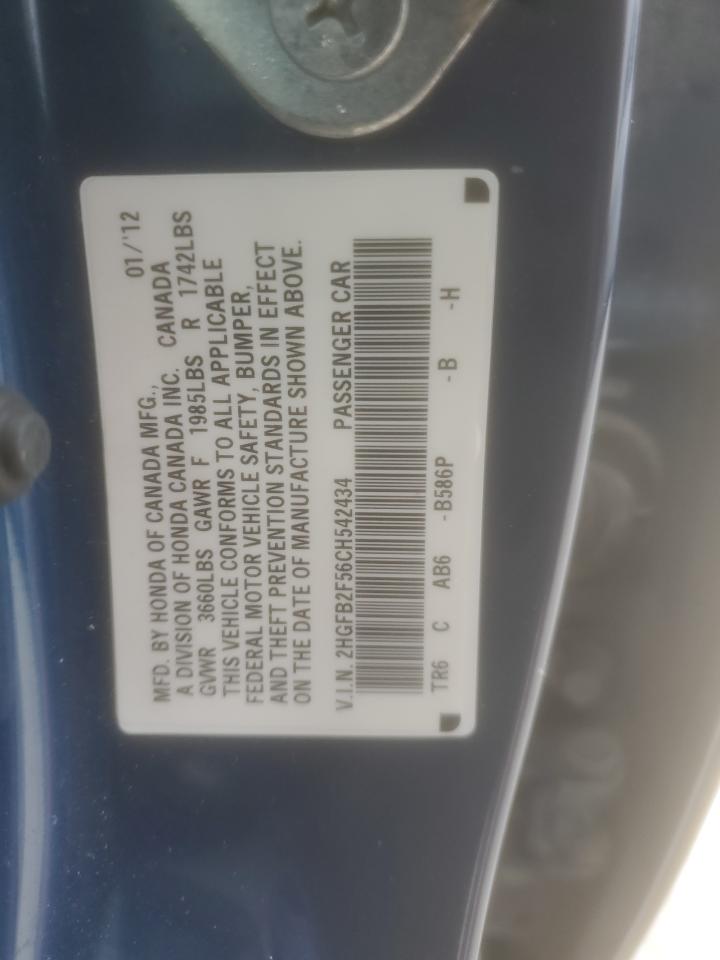 MFD. BY HONDA OF CANADA MFG., 01/'12
A DIVISION OF HONDA CANADA INC. CANADA
GVWR 3660LBS GAWR F 1985LBS R 1742LBS
THIS VEHICLE CONFORMS TO ALL APPLICABLE
FEDERAL MOTOR VEHICLE SAFETY, BUMPER,
AND THEFT PREVENTION STANDARDS IN EFFECT
ON THE DATE OF MANUFACTURE SHOWN ABOVE.
V.I.N. 2HGFB2F56CH542434 PASSENGER CAR
TR6 C AB6 -B586P -B -H